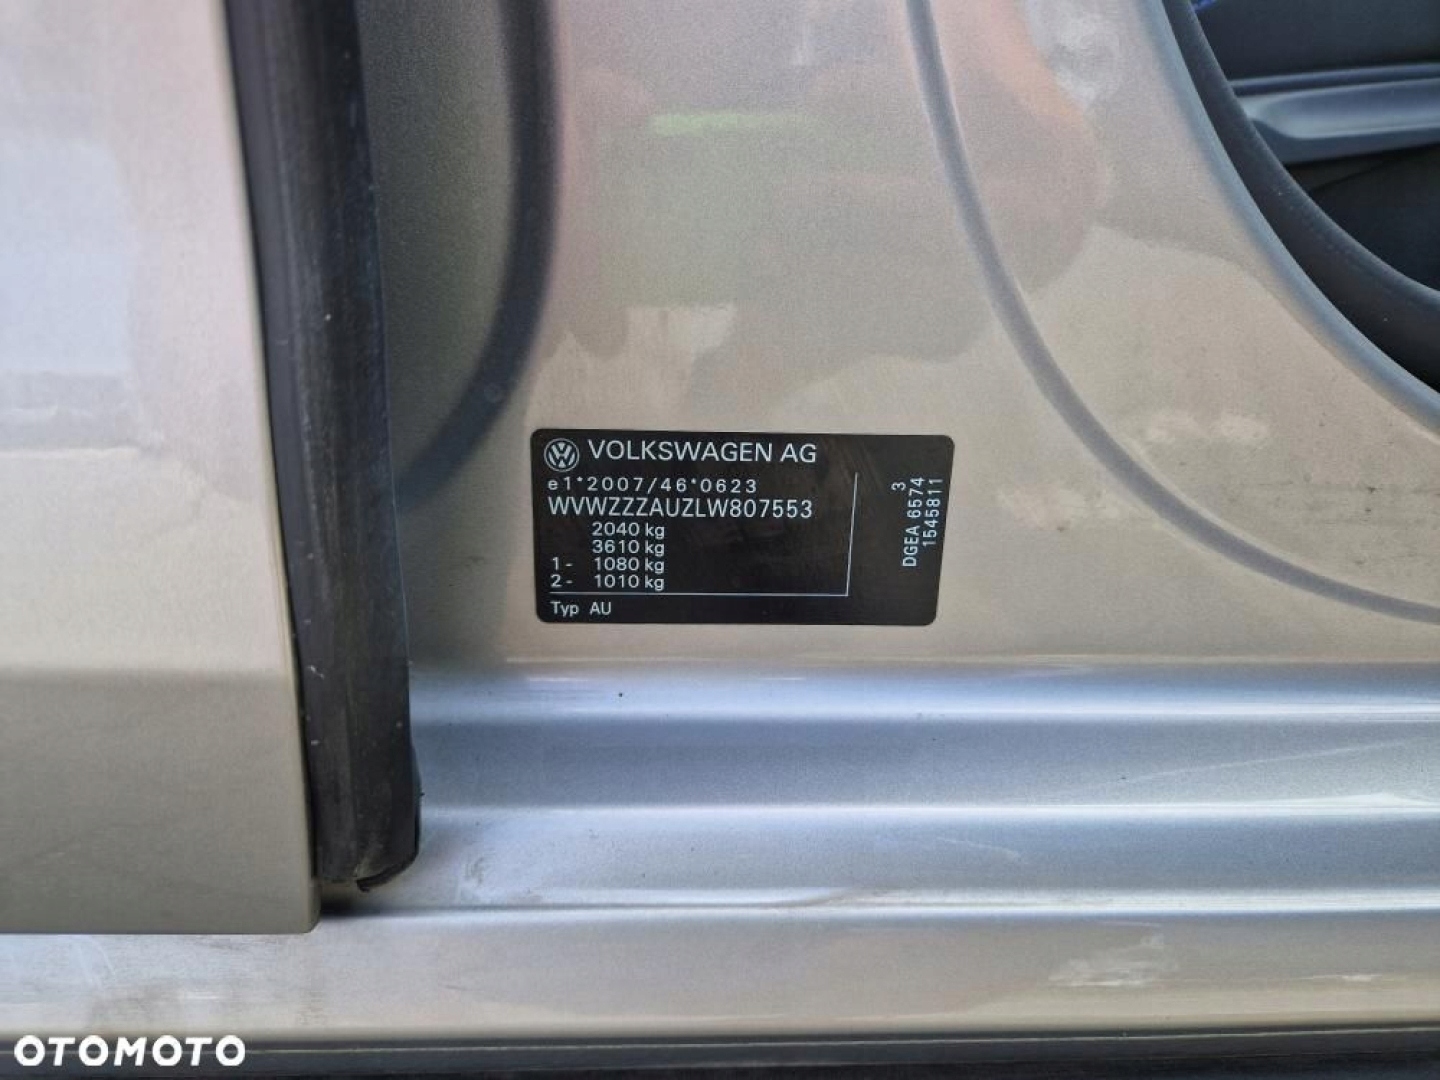 VOLKSWAGEN AG
e1*2007/46*0623
WVWZZZAUZLW807553
2040 kg
3610 kg
1- 1080 kg
2- 1010 kg
Typ AU
3
DGEA 6574
1545811
OTOMOTO